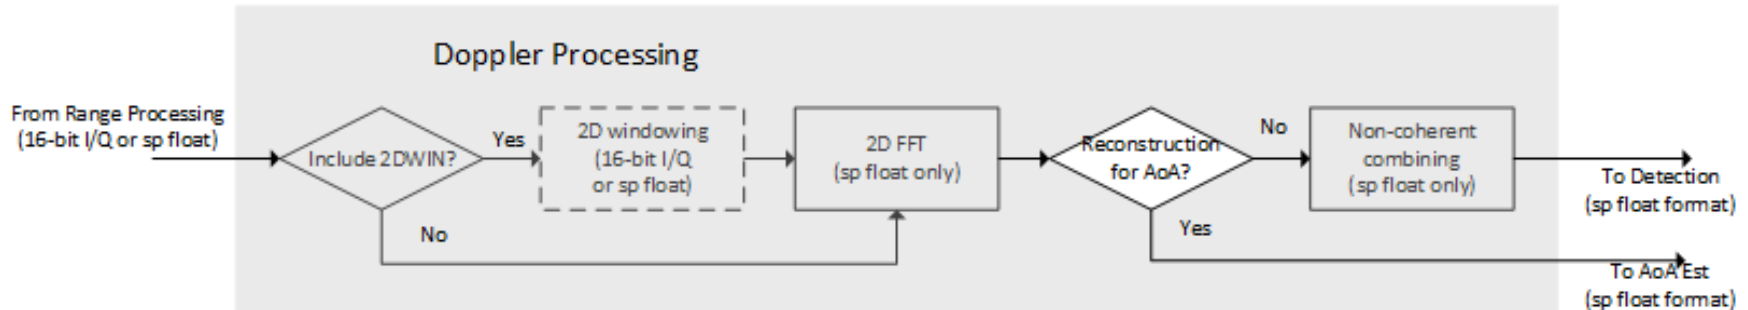 Doppler Processing
From Range Processing
(16-bit I/Q or sp float)
Include 2DWIN?
Yes
No
2D windowing
(16-bit I/Q
or sp float)
2D FFT
(sp float only)
Reconstruction
for AoA?
No
Yes
Non-coherent
combining
(sp float only)
To Detection
(sp float format)
To AoA Est
(sp float format)